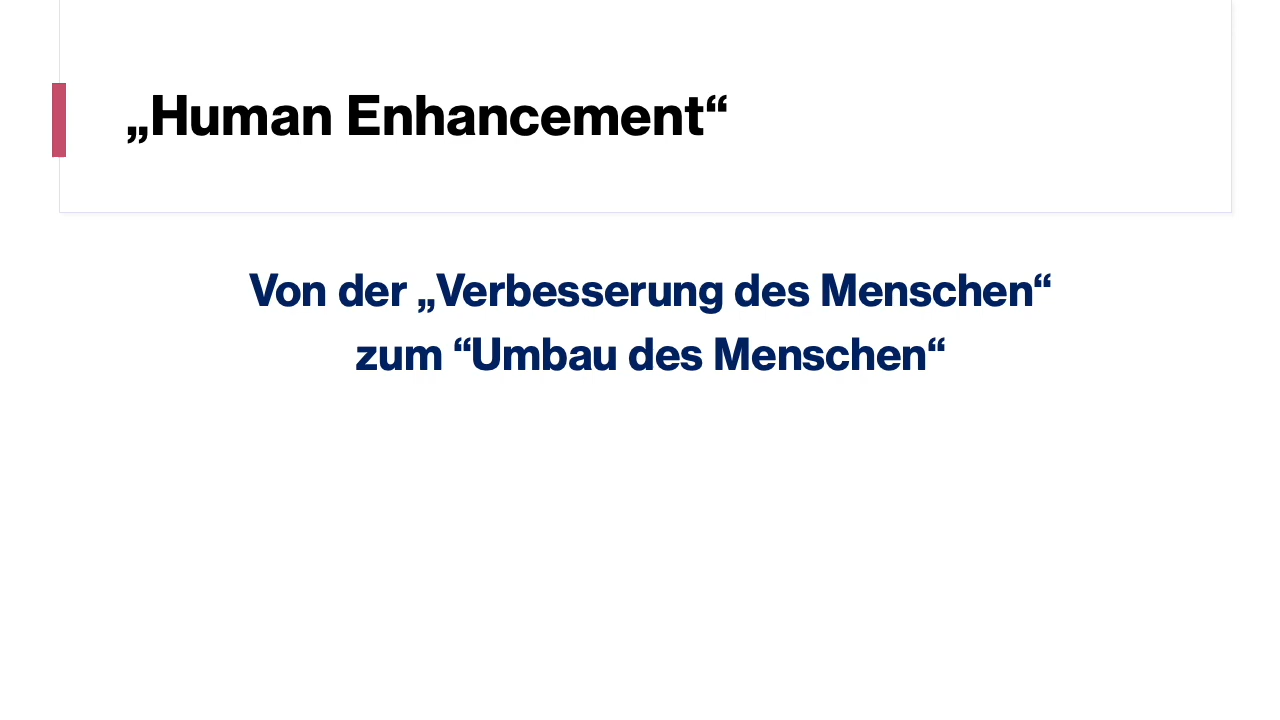 „Human Enhancement“
Von der „Verbesserung des Menschen“
zum “Umbau des Menschen“